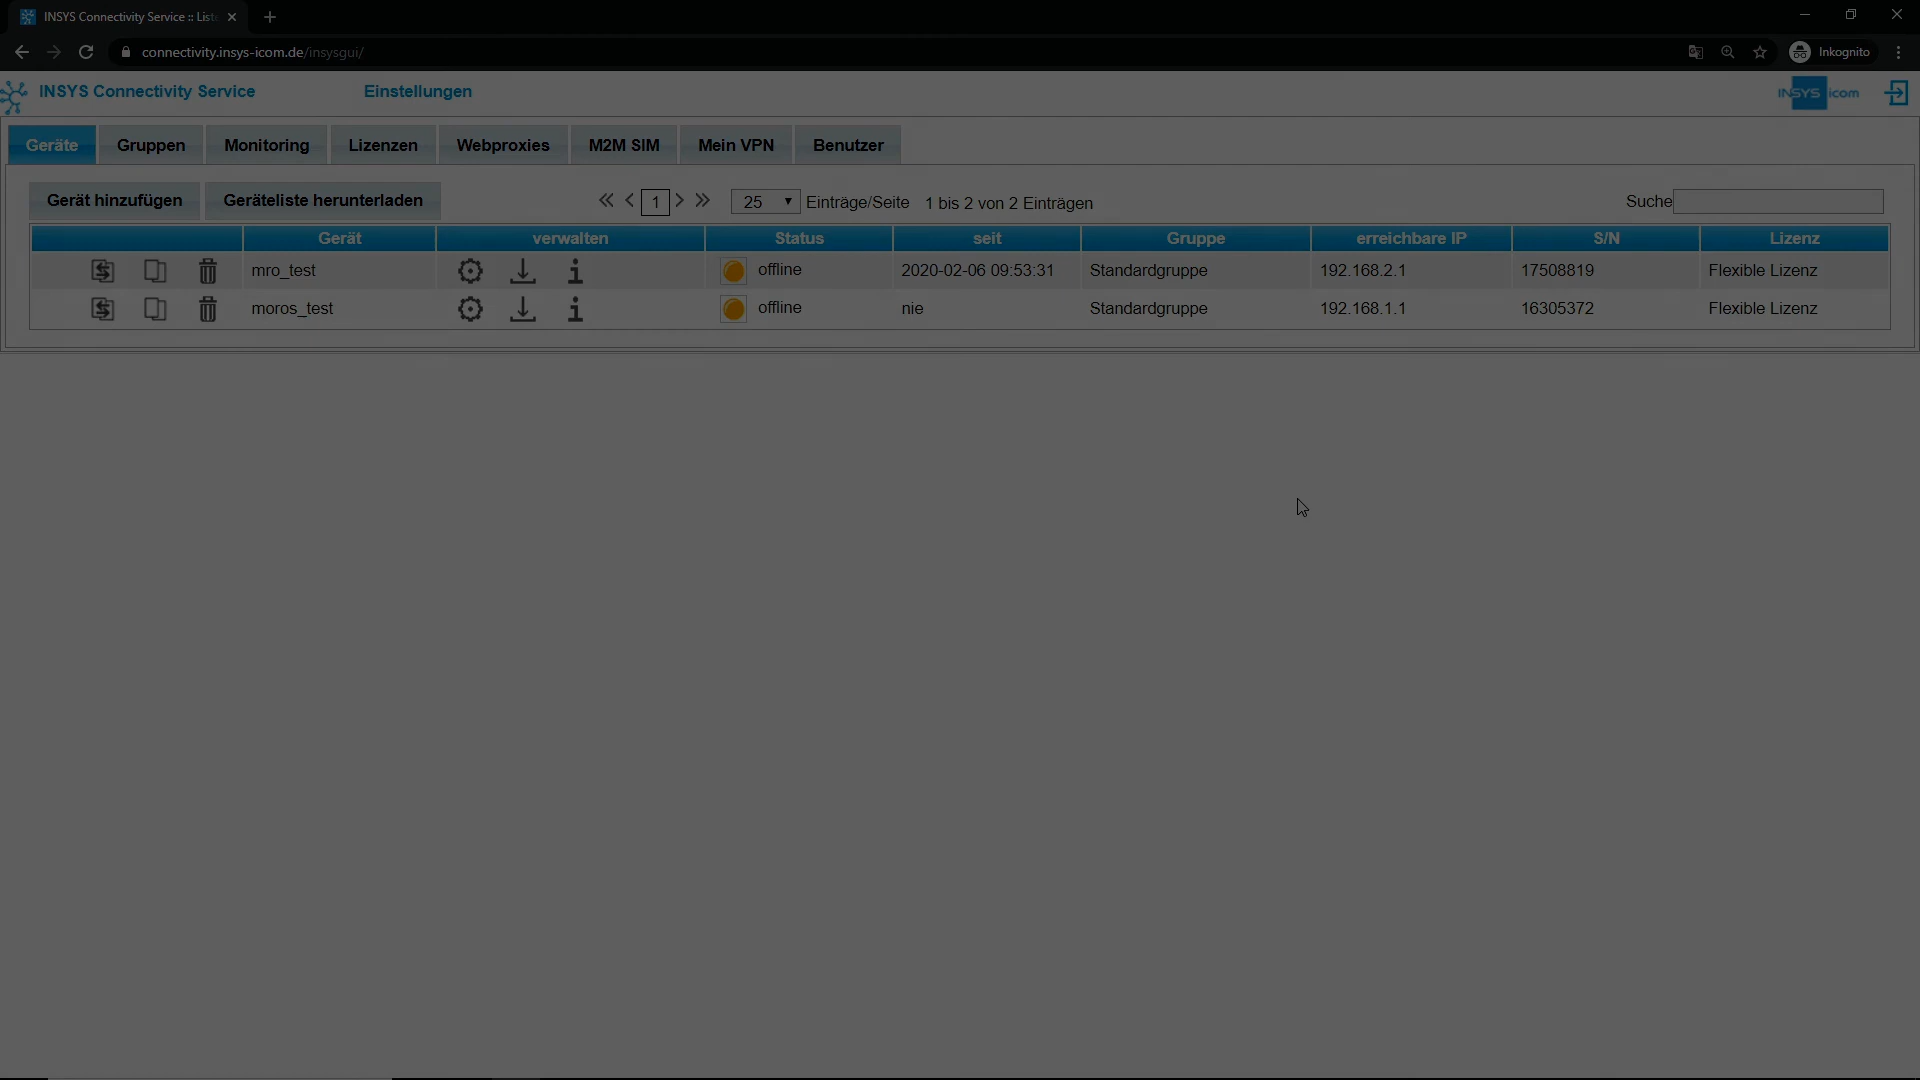 INSYS Connectivity Service :: Liste
connectivity.insys-icom.de/insysgui/
Inkognito
INSYS Connectivity Service
Einstellungen
INSYS icom
Geräte
Gruppen
Monitoring
Lizenzen
Webproxies
M2M SIM
Mein VPN
Benutzer
Gerät hinzufügen
Geräteliste herunterladen
1
25
Einträge/Seite
1 bis 2 von 2 Einträgen
Suche
Gerät verwalten Status seit Gruppe erreichbare IP S/N Lizenz
mro_test offline 2020-02-06 09:53:31 Standardgruppe 192.168.2.1 17508819 Flexible Lizenz
moros_test offline nie Standardgruppe 192.168.1.1 16305372 Flexible Lizenz